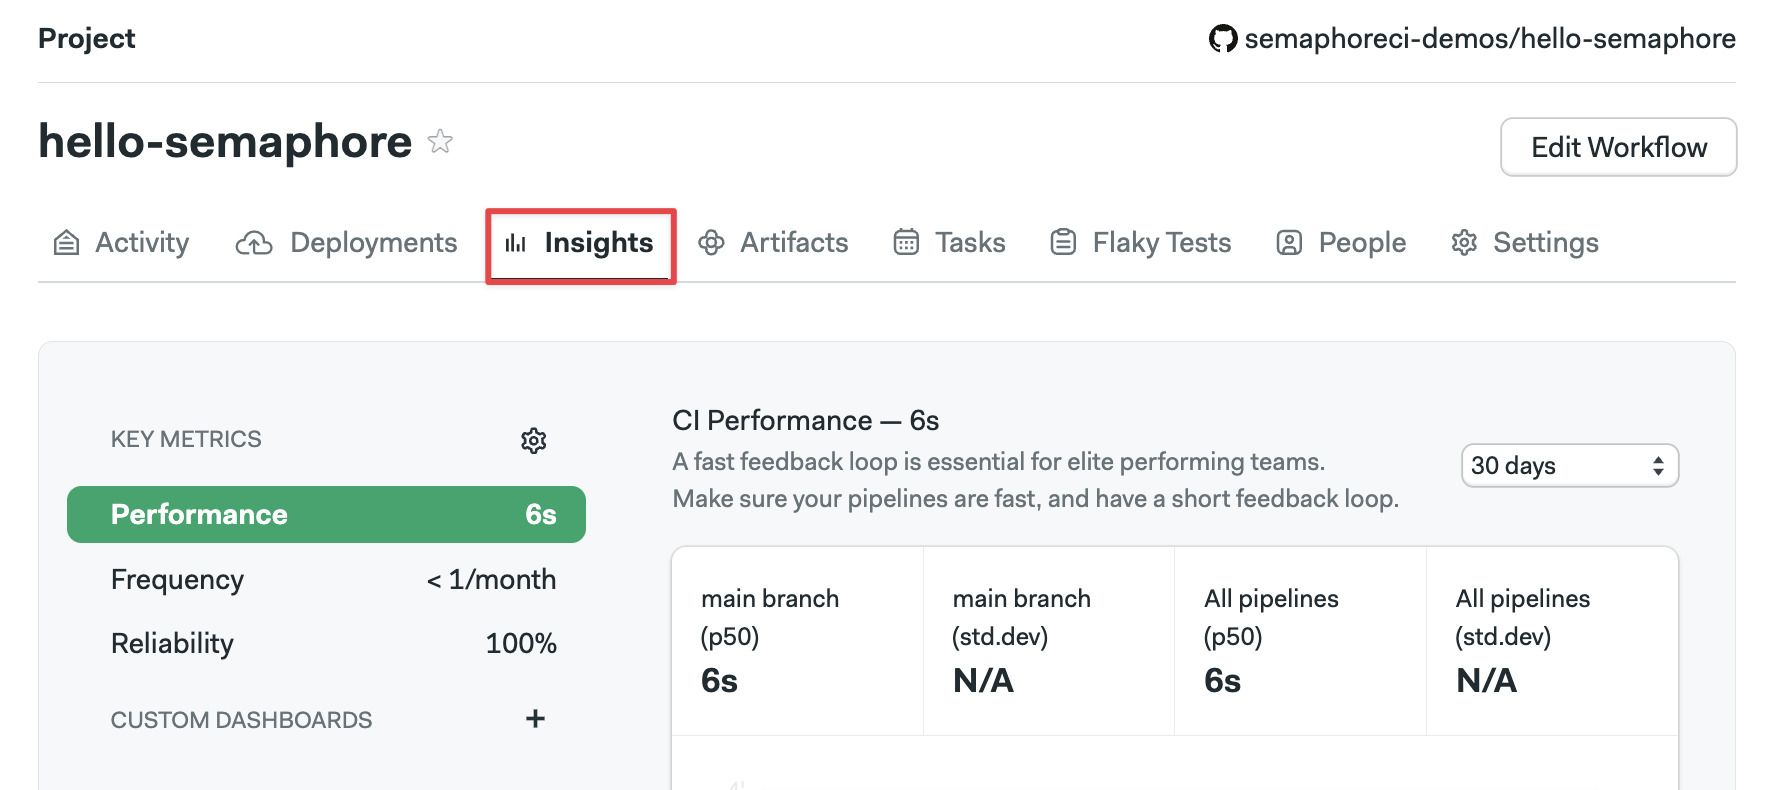 Project
semaphoreci-demos/hello-semaphore
hello-semaphore
Edit Workflow
Activity
Deployments
Insights
Artifacts
Tasks
Flaky Tests
People
Settings
KEY METRICS
Performance 6s
Frequency < 1/month
Reliability 100%
CUSTOM DASHBOARDS +
CI Performance — 6s
A fast feedback loop is essential for elite performing teams.
Make sure your pipelines are fast, and have a short feedback loop.
30 days
main branch
(p50)
6s
main branch
(std.dev)
N/A
All pipelines
(p50)
6s
All pipelines
(std.dev)
N/A